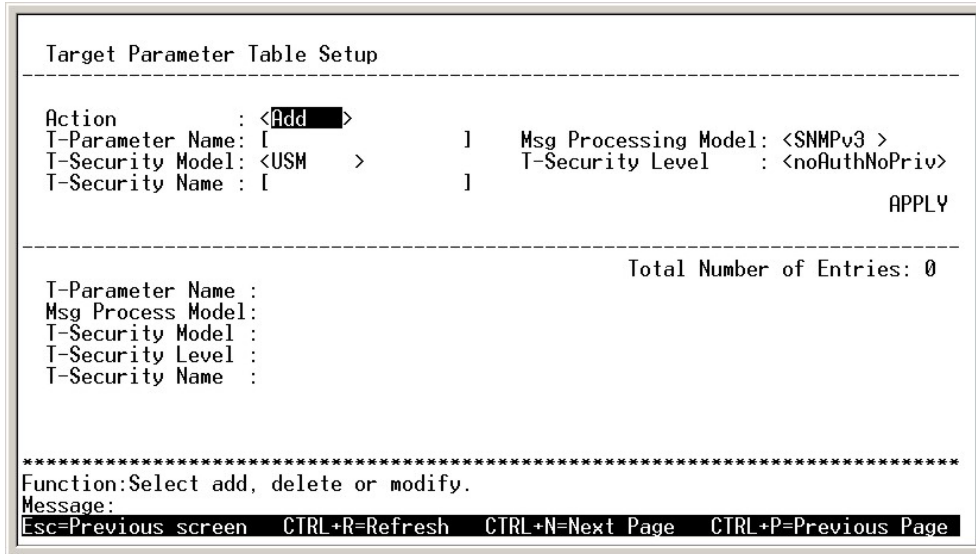 Target Parameter Table Setup
--------------------------------------------------------------------------------
Action : <Add >
T-Parameter Name: [ ] Msg Processing Model: <SNMPv3 >
T-Security Model: <USM > T-Security Level : <noAuthNoPriv>
T-Security Name : [ ]
APPLY
--------------------------------------------------------------------------------
Total Number of Entries: 0
T-Parameter Name :
Msg Process Model:
T-Security Model :
T-Security Level :
T-Security Name :
********************************************************************************
Function:Select add, delete or modify.
Message:
Esc=Previous screen CTRL+R=Refresh CTRL+N=Next Page CTRL+P=Previous Page